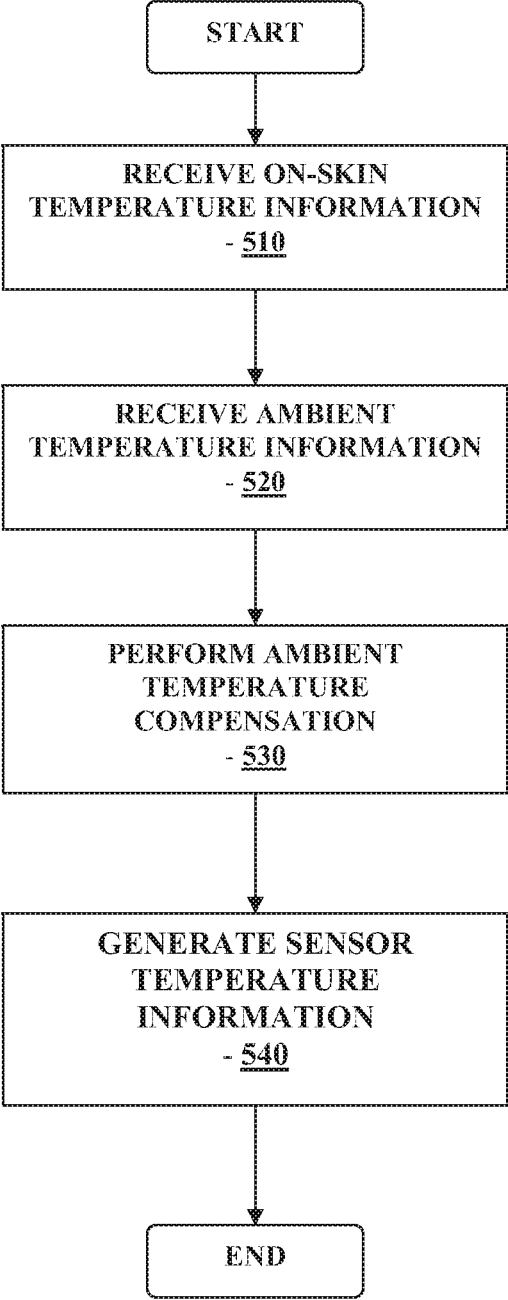 START
RECEIVE ON-SKIN
TEMPERATURE INFORMATION
- 510
RECEIVE AMBIENT
TEMPERATURE INFORMATION
- 520
PERFORM AMBIENT
TEMPERATURE
COMPENSATION
- 530
GENERATE SENSOR
TEMPERATURE
INFORMATION
- 540
END